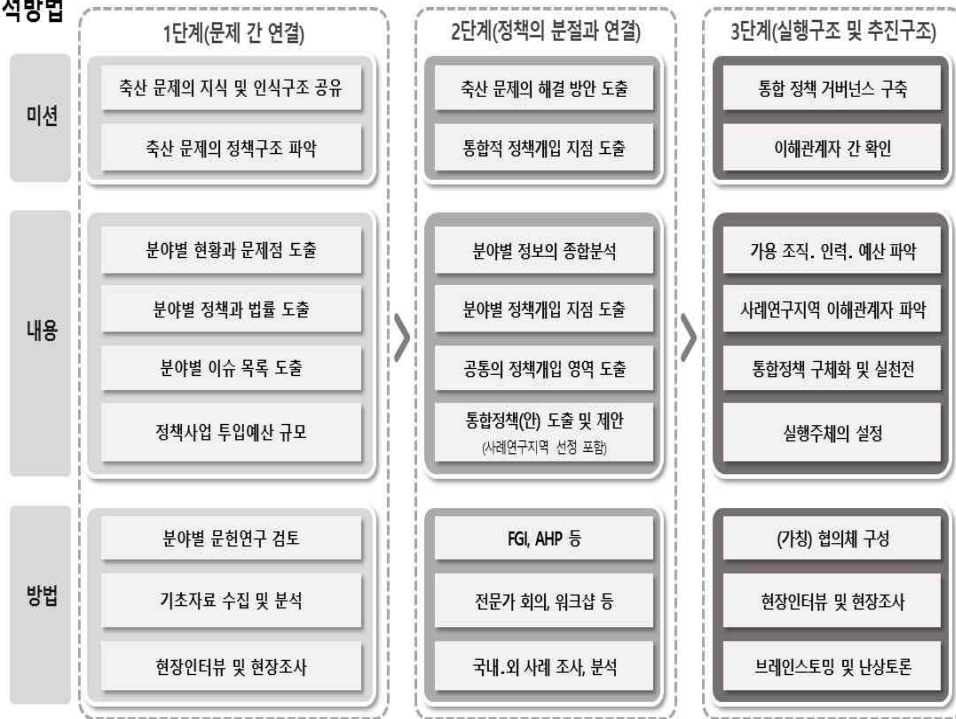 석방법
1단계(문제 간 연결)
2단계(정책의 분절과 연결)
3단계(실행구조 및 추진구조)
미션
축산 문제의 지식 및 인식구조 공유
축산 문제의 정책구조 파악
축산 문제의 해결 방안 도출
통합적 정책개입 지점 도출
통합 정책 거버넌스 구축
이해관계자 간 확인
내용
분야별 현황과 문제점 도출
분야별 정책과 법률 도출
분야별 이슈 목록 도출
정책사업 투입예산 규모
분야별 정보의 종합분석
분야별 정책개입 지점 도출
공통의 정책개입 영역 도출
통합정책(안) 도출 및 제안
(사례연구지역 선정 포함)
가용 조직. 인력. 예산 파악
사례연구지역 이해관계자 파악
통합정책 구체화 및 실천전
실행주체의 설정
방법
분야별 문헌연구 검토
기초자료 수집 및 분석
현장인터뷰 및 현장조사
FGI, AHP 등
전문가 회의, 워크샵 등
국내.외 사례 조사, 분석
(가칭) 협의체 구성
현장인터뷰 및 현장조사
브레인스토밍 및 난상토론